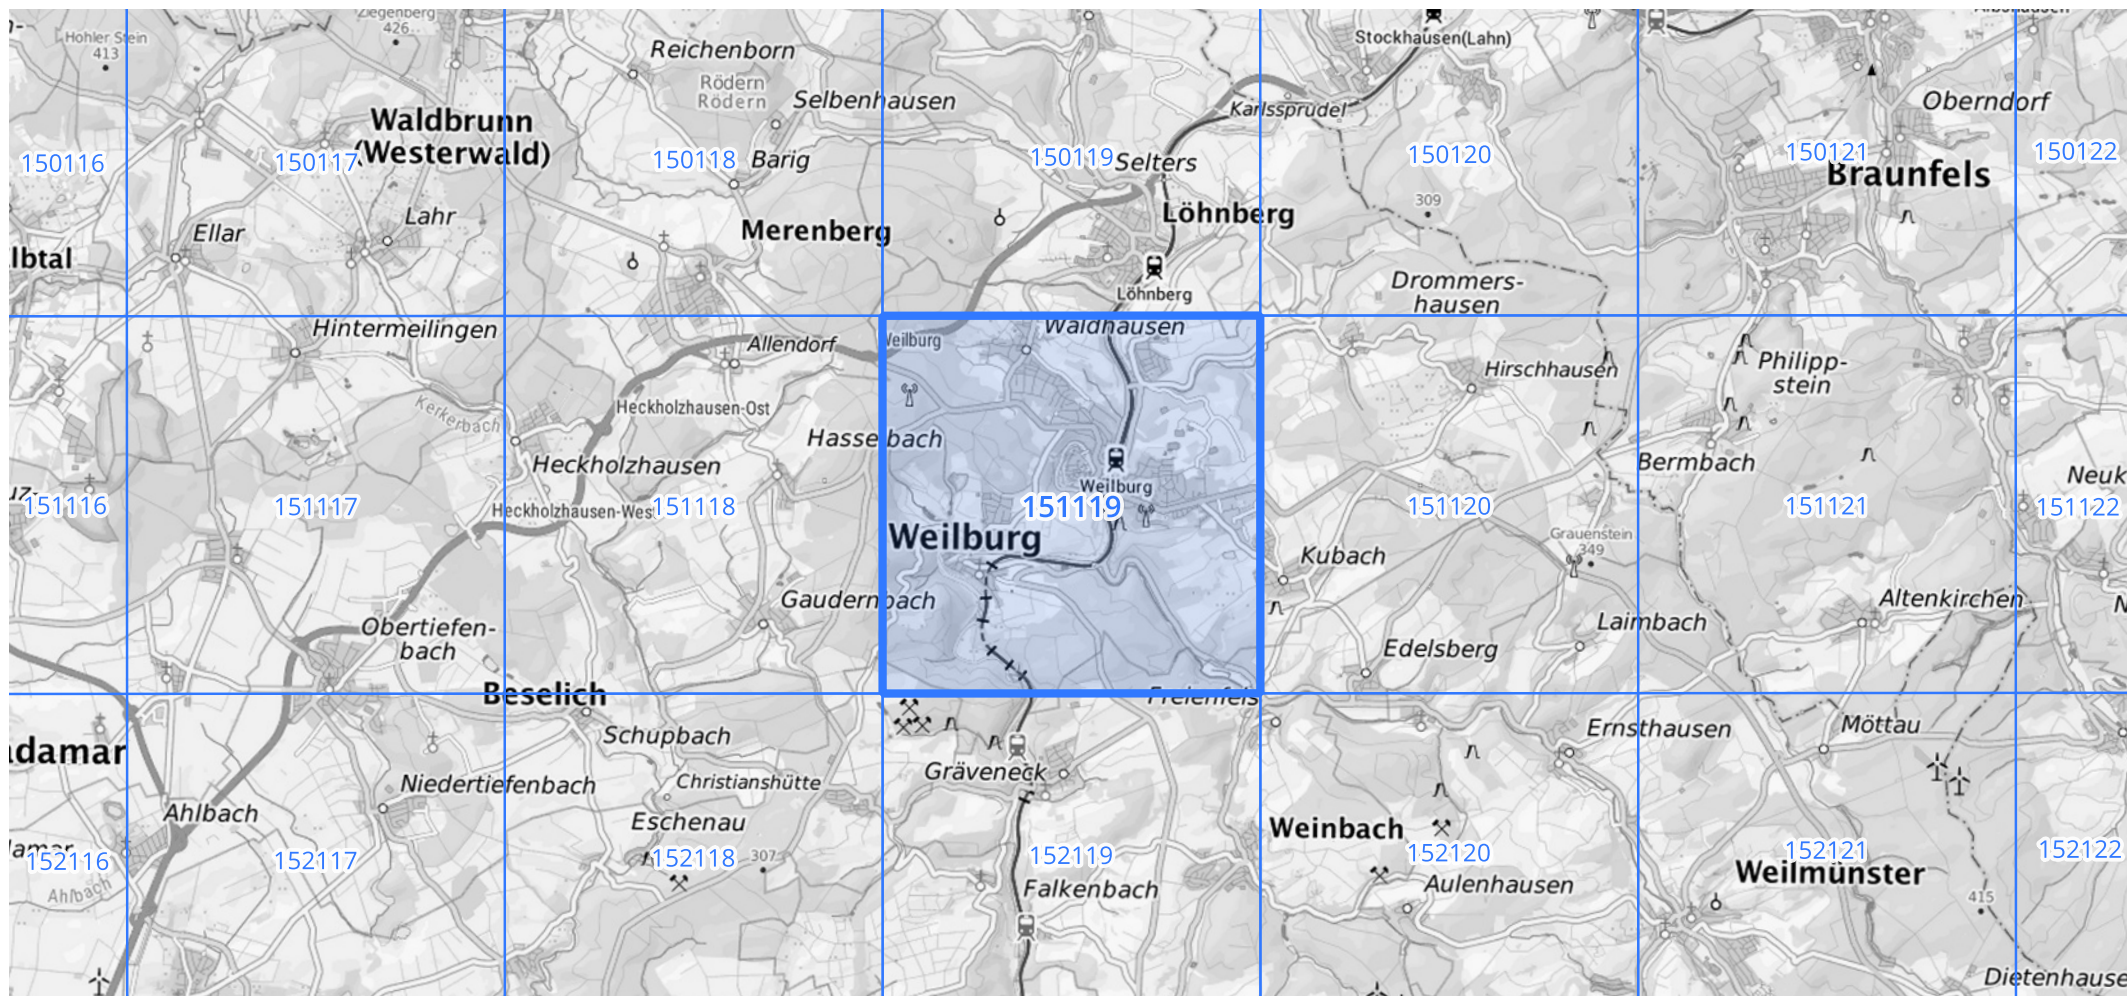 Hohler Stein
413
Ziegenberg
426
Reichenborn
Rödern
Rödern
Selbenhausen
Stockhausen(Lahn)
Karlssprudel
Oberndorf
Waldbrunn
(Westerwald)
150116
150117
150118
Barig
150119
Selters
150120
150121
150122
Braunfels
Ellar
Lahr
Merenberg
Löhnberg
309
lbtal
Löhnberg
Drommers-
hausen
Hintermeilingen
Allendorf
Weilburg
Waldhausen
Hirschhausen
Philipp-
stein
Kerkerbach
Heckholzhausen-Ost
Hasselbach
Heckholzhausen
Weilburg
Bermbach
Neuk
uz-
151116
151117
Heckholzhausen-West
151118
151119
151120
151121
151122
Weilburg
Kubach
Grauenstein
349
Gaudernbach
Altenkirchen
N
Obertiefen-
bach
Edelsberg
Laimbach
Beselich
Freienfels
Schupbach
Ernsthausen
Möttau
adamar
Niedertiefenbach
Christianshütte
Gräveneck
Ahlbach
Eschenau
Weinbach
lamar
152116
152117
152118
307
152119
152120
152121
152122
Weilmünster
Ahlbach
Falkenbach
Aulenhausen
415
Dietenhause